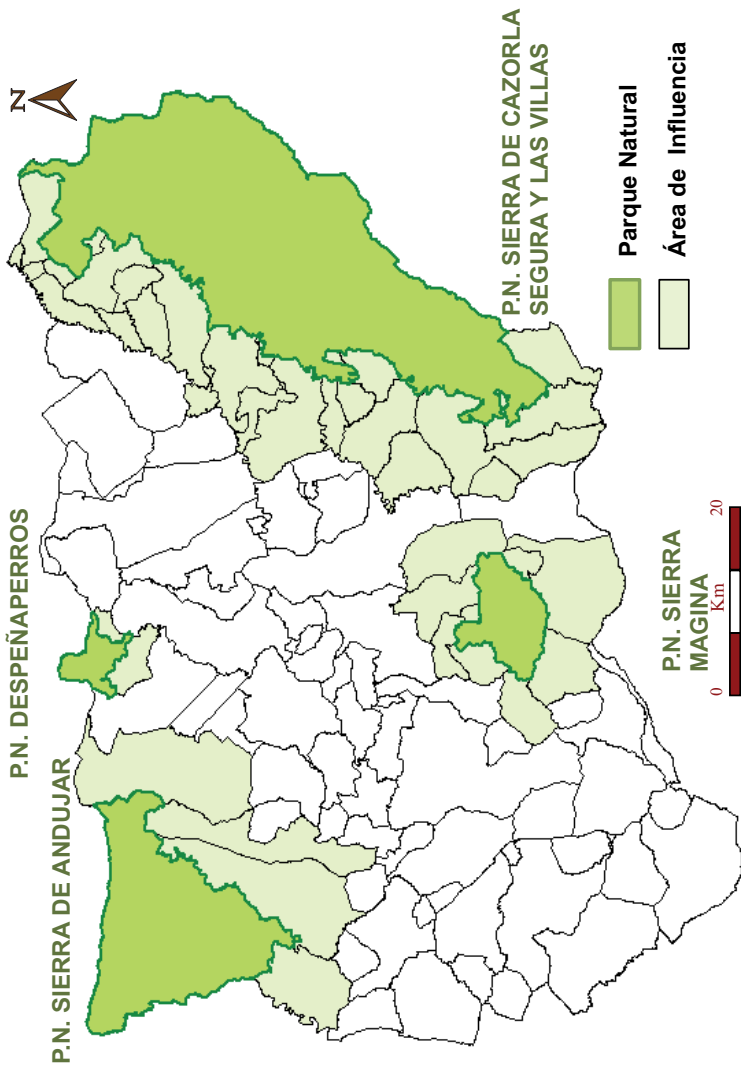 N
P.N. DESPEÑAPERROS
P.N. SIERRA DE ANDUJAR
P.N. SIERRA DE CAZORLA
SEGURA Y LAS VILLAS
P.N. SIERRA
MAGINA
Parque Natural
Área de Influencia
0 Km 20